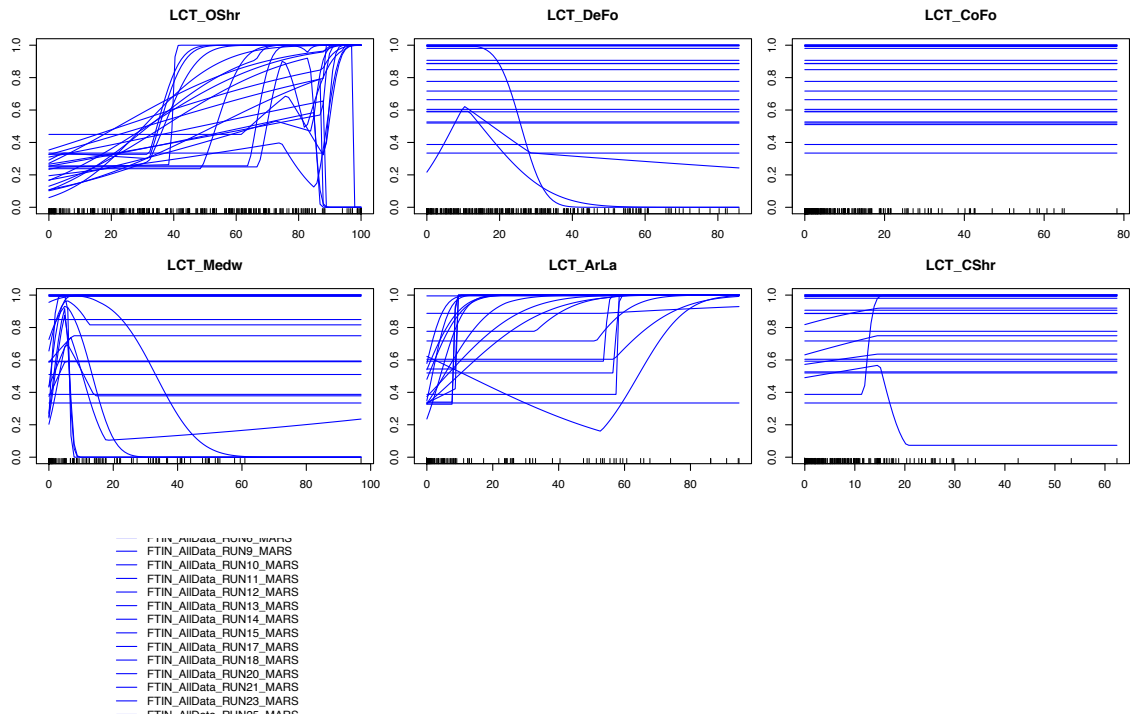 LCT_OShr LCT_DeFo LCT_CoFo
0.0 0.2 0.4 0.6 0.8 1.0
0 20 40 60 80 100
0.0 0.2 0.4 0.6 0.8 1.0
0 20 40 60 80
0.0 0.2 0.4 0.6 0.8 1.0
0 20 40 60 80
LCT_Medw LCT_ArLa LCT_CShr
0.0 0.2 0.4 0.6 0.8 1.0
0 20 40 60 80 100
0.0 0.2 0.4 0.6 0.8 1.0
0 20 40 60 80
0.0 0.2 0.4 0.6 0.8 1.0
0 10 20 30 40 50 60
FTIN_AllData_RUN6_MARS
FTIN_AllData_RUN9_MARS
FTIN_AllData_RUN10_MARS
FTIN_AllData_RUN11_MARS
FTIN_AllData_RUN12_MARS
FTIN_AllData_RUN13_MARS
FTIN_AllData_RUN14_MARS
FTIN_AllData_RUN15_MARS
FTIN_AllData_RUN17_MARS
FTIN_AllData_RUN18_MARS
FTIN_AllData_RUN20_MARS
FTIN_AllData_RUN21_MARS
FTIN_AllData_RUN23_MARS